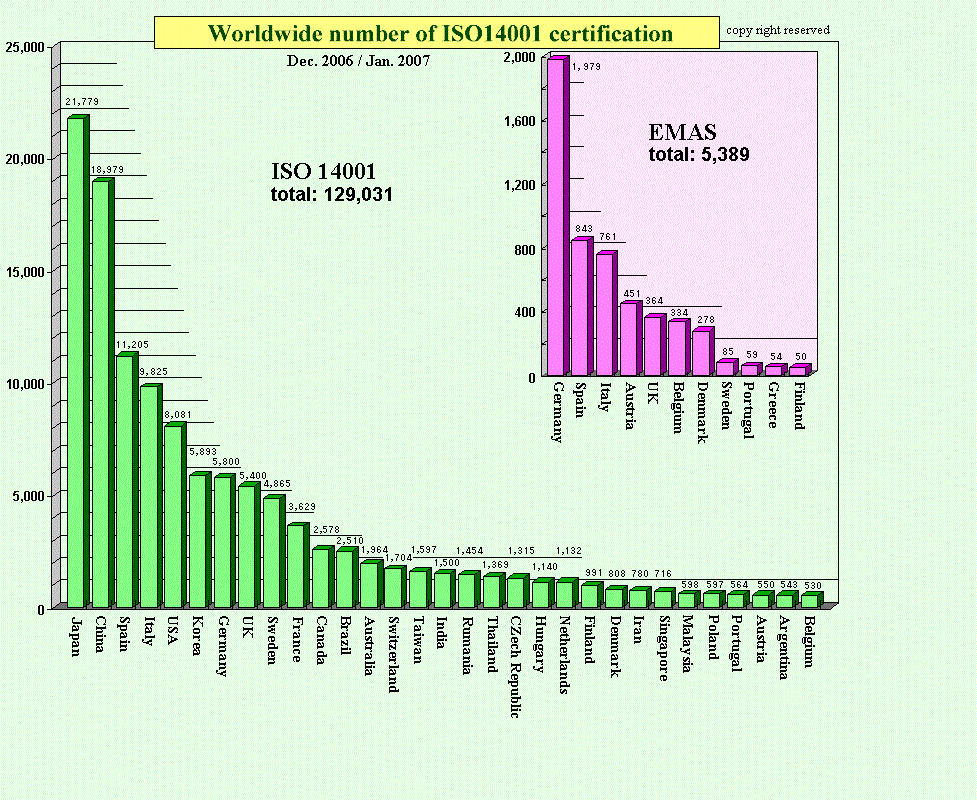 Worldwide number of ISO14001 certification
copy right reserved
Dec. 2006 / Jan. 2007
ISO 14001
total: 129,031
25,000
20,000
15,000
10,000
5,000
0
21,779
18,979
11,205
9,825
8,081
5,893
5,800
5,400
4,865
3,629
2,578
2,510
1,964
1,704
1,597
1,500
1,454
1,369
1,315
1,140
1,132
991
808
780
716
598
597
564
550
543
530
Japan
China
Spain
Italy
USA
Korea
Germany
UK
Sweden
France
Canada
Brazil
Australia
Switzerland
Taiwan
India
Rumania
Thailand
CZech Republic
Hungary
Netherlands
Finland
Denmark
Iran
Singapore
Malaysia
Poland
Portugal
Austria
Argentina
Belgium
EMAS
total: 5,389
2,000
1,600
1,200
800
400
0
1,979
843
761
451
364
334
278
85
59
54
50
Germany
Spain
Italy
Austria
UK
Belgium
Denmark
Sweden
Portugal
Greece
Finland